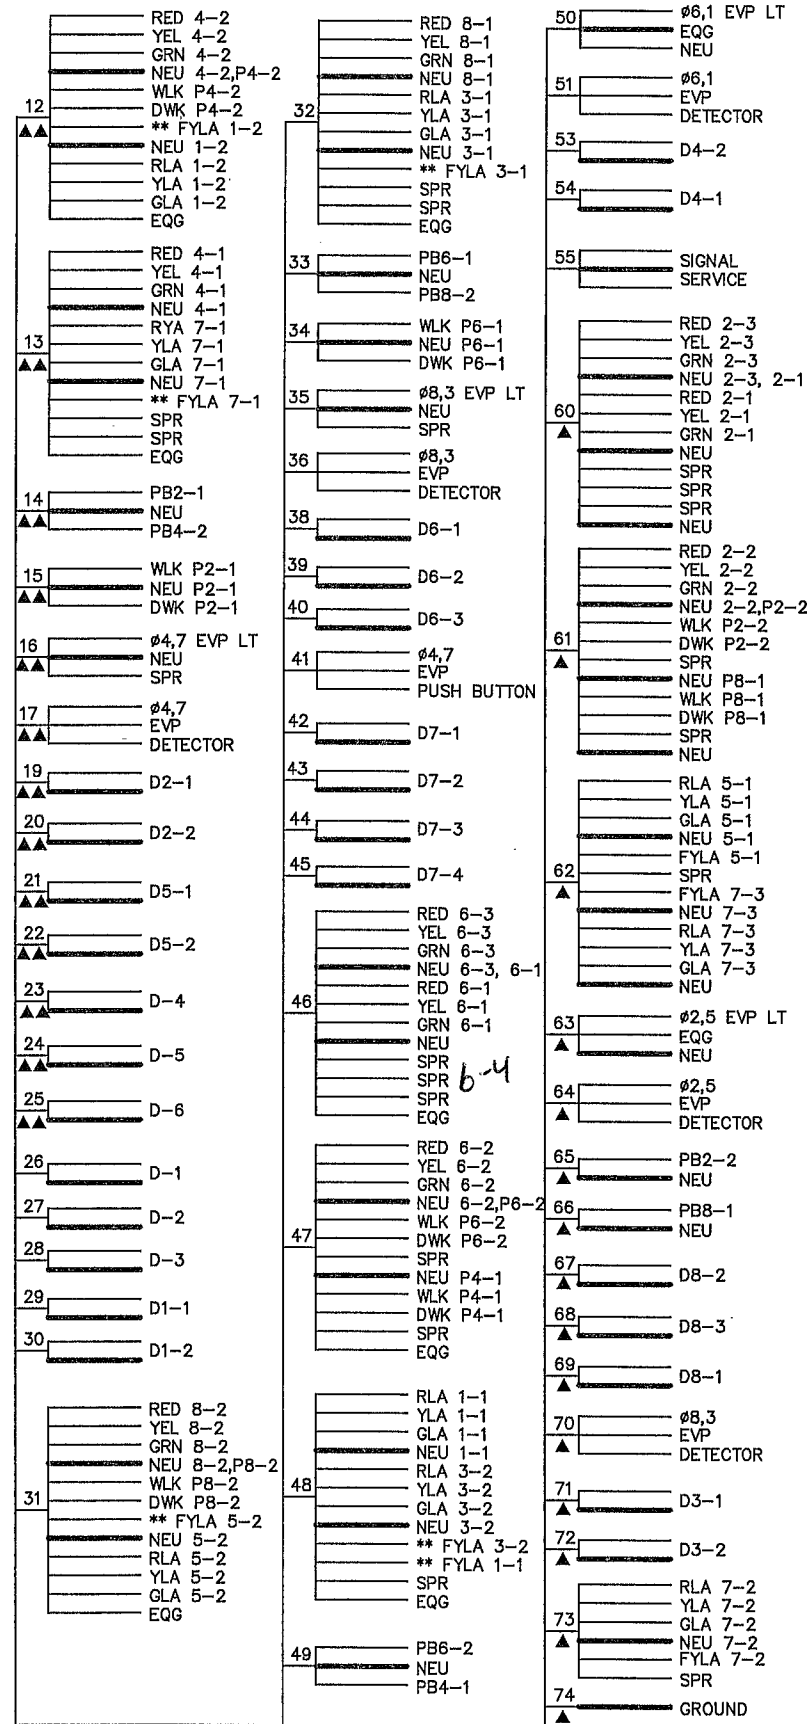 12
RED 4-2
YEL 4-2
GRN 4-2
NEU 4-2,P4-2
WLK P4-2
DWK P4-2
** FYLA 1-2
NEU 1-2
RLA 1-2
YLA 1-2
GLA 1-2
EQG
13
RED 4-1
YEL 4-1
GRN 4-1
NEU 4-1
RYA 7-1
YLA 7-1
GLA 7-1
NEU 7-1
** FYLA 7-1
SPR
SPR
EQG
14
PB2-1
NEU
PB4-2
15
WLK P2-1
NEU P2-1
DWK P2-1
16
ø4,7 EVP LT
NEU
SPR
17
ø4,7
EVP
DETECTOR
19
D2-1
20
D2-2
21
D5-1
22
D5-2
23
D-4
24
D-5
25
D-6
26
D-1
27
D-2
28
D-3
29
D1-1
30
D1-2
31
RED 8-2
YEL 8-2
GRN 8-2
NEU 8-2,P8-2
WLK P8-2
DWK P8-2
** FYLA 5-2
NEU 5-2
RLA 5-2
YLA 5-2
GLA 5-2
EQG
32
RED 8-1
YEL 8-1
GRN 8-1
NEU 8-1
RLA 3-1
YLA 3-1
GLA 3-1
NEU 3-1
** FYLA 3-1
SPR
SPR
EQG
33
PB6-1
NEU
PB8-2
34
WLK P6-1
NEU P6-1
DWK P6-1
35
ø8,3 EVP LT
NEU
SPR
36
ø8,3
EVP
DETECTOR
38
D6-1
39
D6-2
40
D6-3
41
ø4,7
EVP
PUSH BUTTON
42
D7-1
43
D7-2
44
D7-3
45
D7-4
46
RED 6-3
YEL 6-3
GRN 6-3
NEU 6-3, 6-1
RED 6-1
YEL 6-1
GRN 6-1
NEU
SPR
SPR 6-4
SPR
EQG
47
RED 6-2
YEL 6-2
GRN 6-2
NEU 6-2,P6-2
WLK P6-2
DWK P6-2
SPR
NEU P4-1
WLK P4-1
DWK P4-1
SPR
EQG
48
RLA 1-1
YLA 1-1
GLA 1-1
NEU 1-1
RLA 3-2
YLA 3-2
GLA 3-2
NEU 3-2
** FYLA 3-2
** FYLA 1-1
SPR
EQG
49
PB6-2
NEU
PB4-1
50
ø6,1 EVP LT
EQG
NEU
51
ø6,1
EVP
DETECTOR
53
D4-2
54
D4-1
55
SIGNAL
SERVICE
60
RED 2-3
YEL 2-3
GRN 2-3
NEU 2-3, 2-1
RED 2-1
YEL 2-1
GRN 2-1
NEU
SPR
SPR
SPR
NEU
61
RED 2-2
YEL 2-2
GRN 2-2
NEU 2-2,P2-2
WLK P2-2
DWK P2-2
SPR
NEU P8-1
WLK P8-1
DWK P8-1
SPR
NEU
62
RLA 5-1
YLA 5-1
GLA 5-1
NEU 5-1
FYLA 5-1
SPR
FYLA 7-3
NEU 7-3
RLA 7-3
YLA 7-3
GLA 7-3
NEU
63
ø2,5 EVP LT
EQG
NEU
64
ø2,5
EVP
DETECTOR
65
PB2-2
NEU
66
PB8-1
NEU
67
D8-2
68
D8-3
69
D8-1
70
ø8,3
EVP
DETECTOR
71
D3-1
72
D3-2
73
RLA 7-2
YLA 7-2
GLA 7-2
NEU 7-2
FYLA 7-2
SPR
74
GROUND